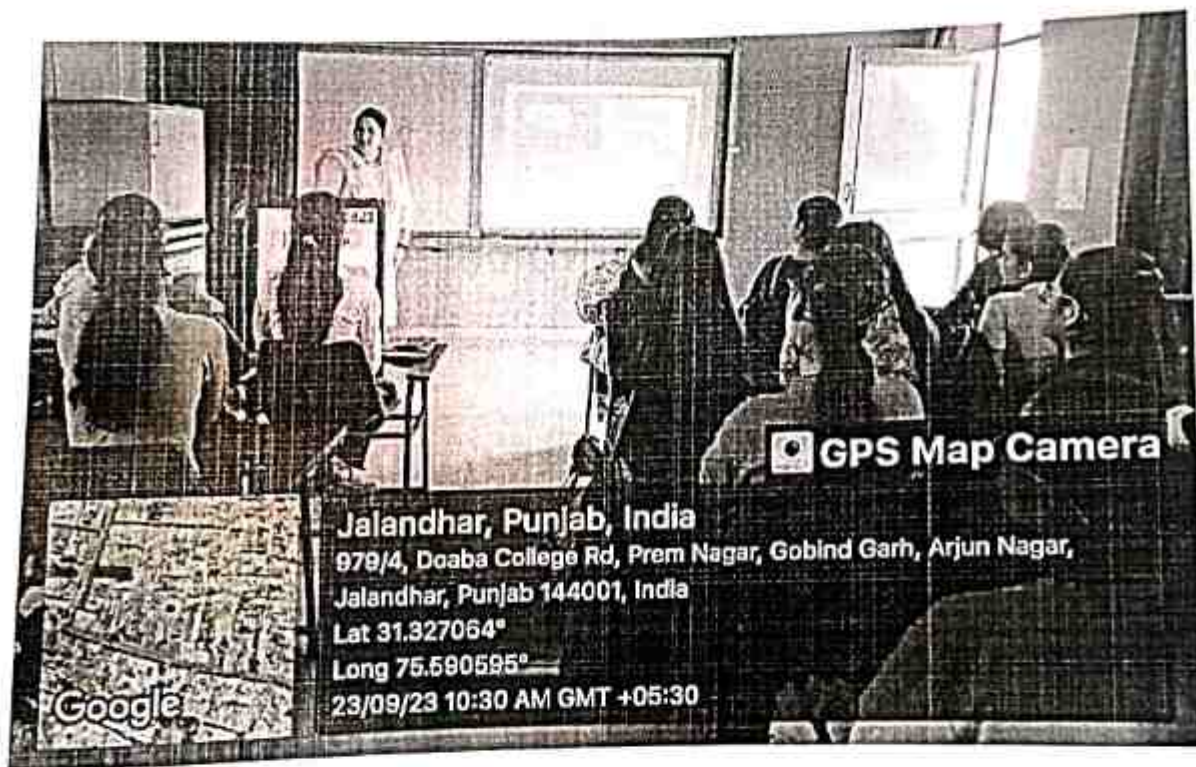 GPS Map Camera
Jalandhar, Punjab, India
979/4, Doaba College Rd, Prem Nagar, Gobind Garh, Arjun Nagar,
Jalandhar, Punjab 144001, India
Lat 31.327064°
Long 75.590595°
23/09/23 10:30 AM GMT +05:30
Google